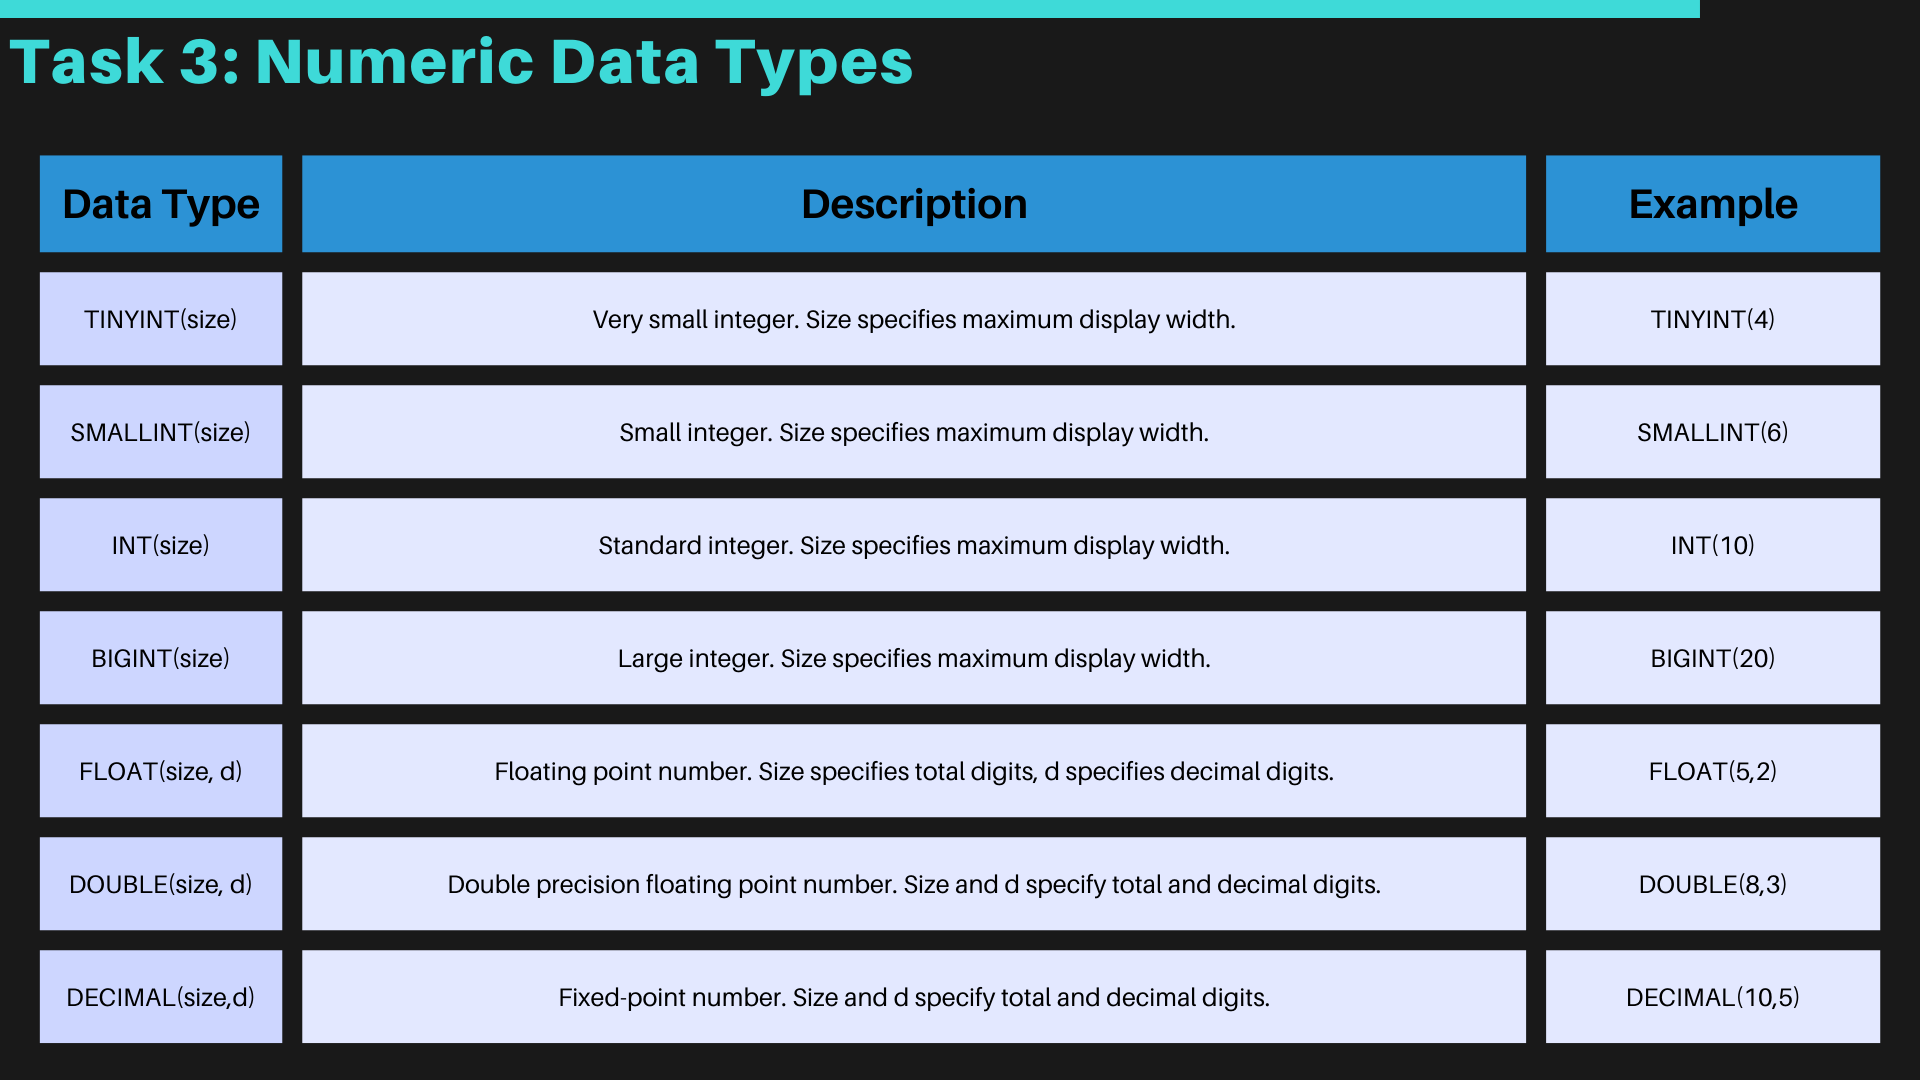 Task 3: Numeric Data Types
Data Type Description Example
TINYINT(size) Very small integer. Size specifies maximum display width. TINYINT(4)
SMALLINT(size) Small integer. Size specifies maximum display width. SMALLINT(6)
INT(size) Standard integer. Size specifies maximum display width. INT(10)
BIGINT(size) Large integer. Size specifies maximum display width. BIGINT(20)
FLOAT(size, d) Floating point number. Size specifies total digits, d specifies decimal digits. FLOAT(5,2)
DOUBLE(size, d) Double precision floating point number. Size and d specify total and decimal digits. DOUBLE(8,3)
DECIMAL(size,d) Fixed-point number. Size and d specify total and decimal digits. DECIMAL(10,5)